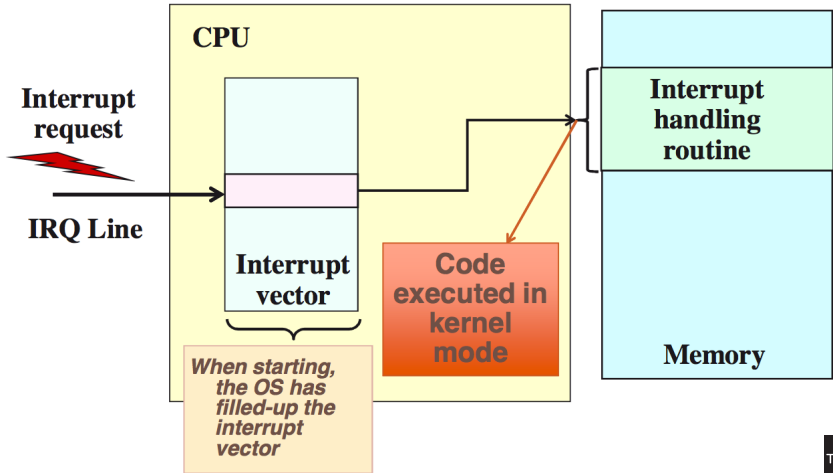 CPU
Interrupt
request
IRQ Line
Interrupt
vector
When starting,
the OS has
filled-up the
interrupt
vector
Code
executed in
kernel
mode
Interrupt
handling
routine
Memory
T